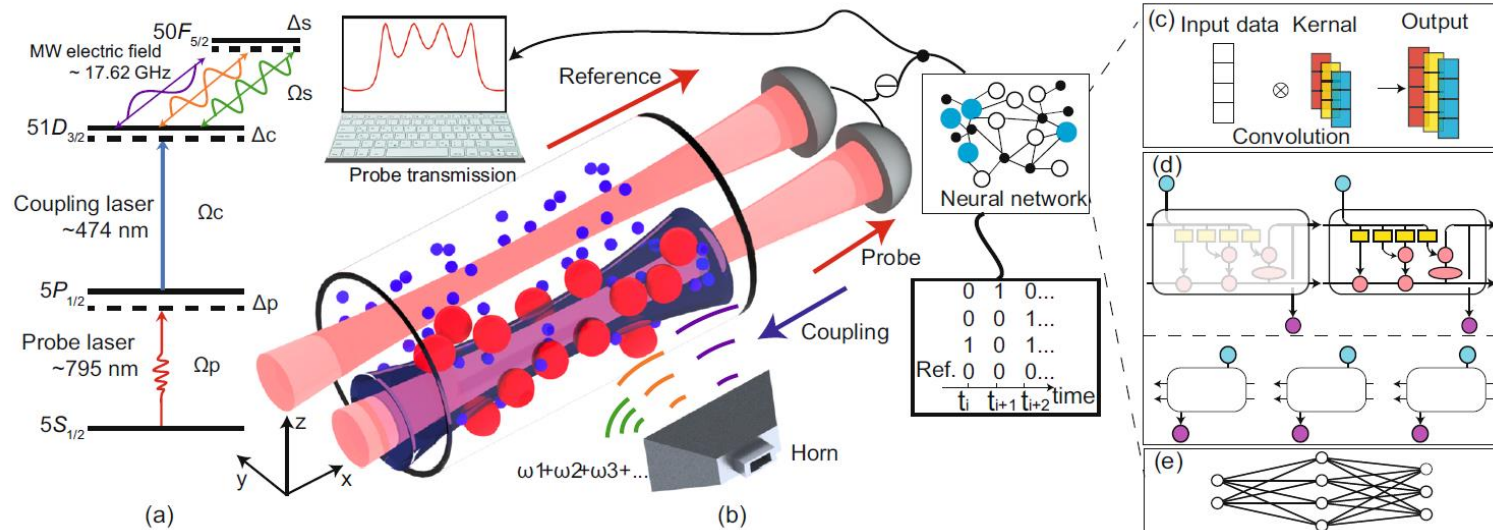 50F5/2
Δs
MW electric field
~ 17.62 GHz
Ωs
51D3/2
Δc
Coupling laser
~474 nm
Ωc
5P1/2
Δp
Probe laser
~795 nm
Ωp
5S1/2
z
y
x
(a)
Probe transmission
Reference
Probe
Coupling
Horn
ω1+ω2+ω3+...
(b)
Neural network
0 1 0...
0 0 1...
1 0 1...
Ref. 0 0 0...
ti ti+1 ti+2 time
(c)
Input data Kernal Output
Convolution
(d)
(e)